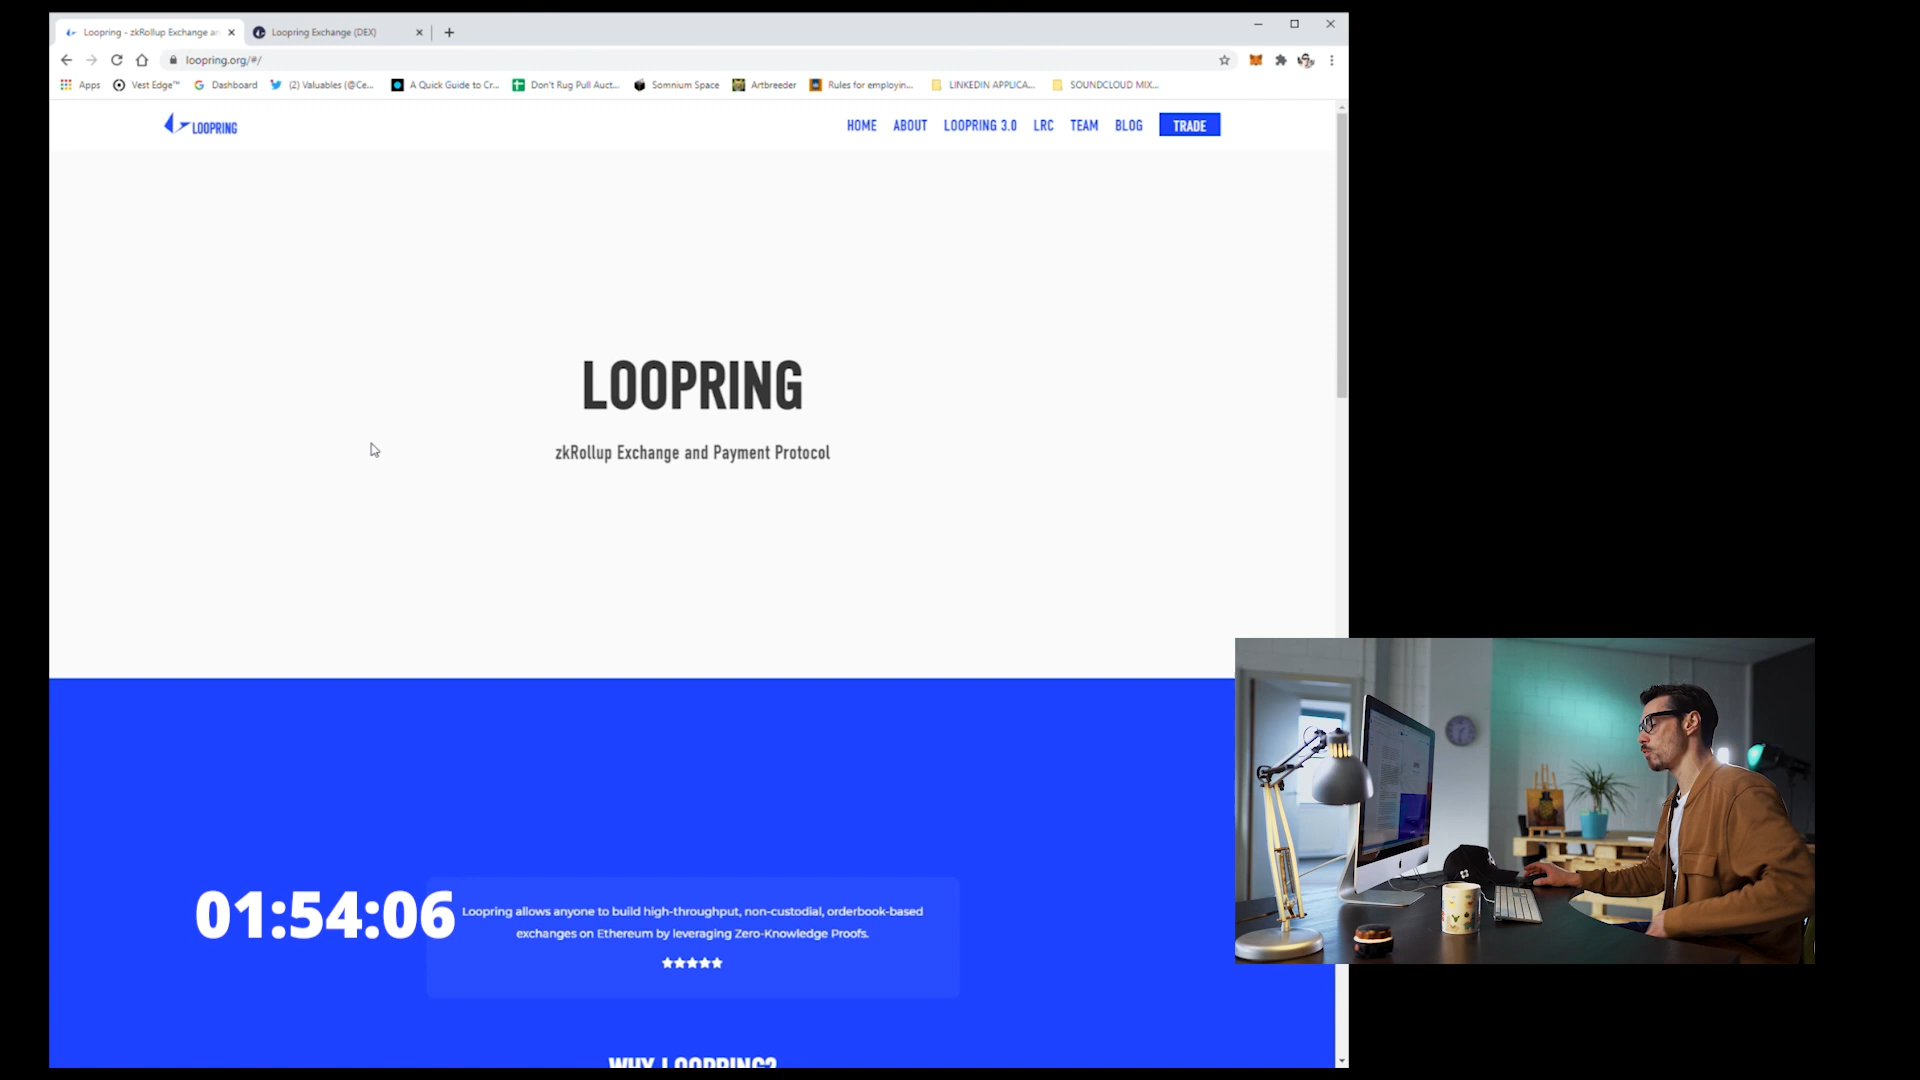 Loopring - zkRollup Exchange an
Loopring Exchange (DEX)
loopring.org/#/
Apps
Vest Edge™
Dashboard
(2) Valuables (@Ce...
A Quick Guide to Cr...
Don't Rug Pull Auct...
Somnium Space
Artbreeder
Rules for employin...
LINKEDIN APPLICA...
SOUNDCLOUD MIX...
LOOPRING
HOME
ABOUT
LOOPRING 3.0
LRC
TEAM
BLOG
TRADE
LOOPRING
zkRollup Exchange and Payment Protocol
01:54:06
Loopring allows anyone to build high-throughput, non-custodial, orderbook-based
exchanges on Ethereum by leveraging Zero-Knowledge Proofs.
WHY LOOPRING?